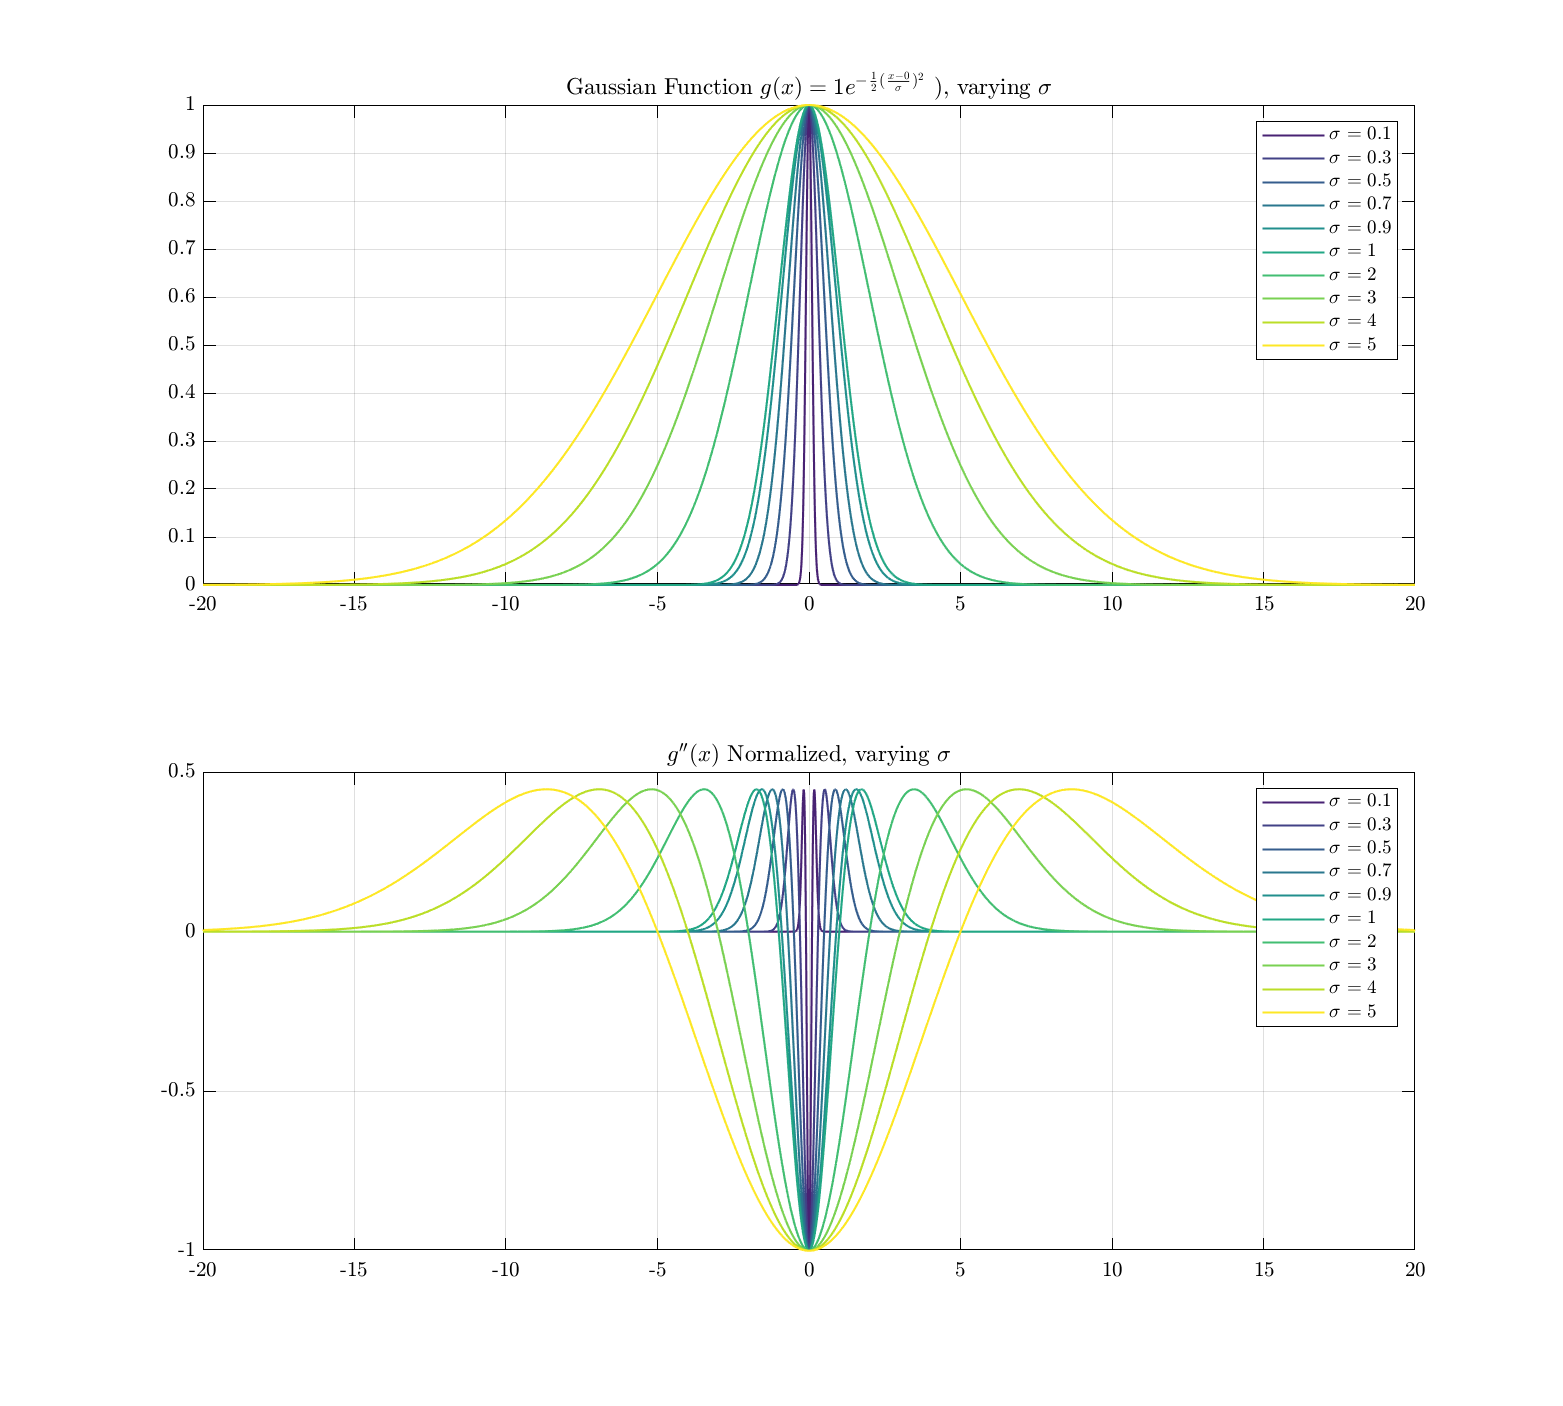 Gaussian Function g(x) = 1e^{-\frac{1}{2}(\frac{x-0}{σ})^2} ), varying σ
1
0.9
0.8
0.7
0.6
0.5
0.4
0.3
0.2
0.1
0
-20 -15 -10 -5 0 5 10 15 20
σ = 0.1
σ = 0.3
σ = 0.5
σ = 0.7
σ = 0.9
σ = 1
σ = 2
σ = 3
σ = 4
σ = 5
g''(x) Normalized, varying σ
0.5
0
-0.5
-1
-20 -15 -10 -5 0 5 10 15 20
σ = 0.1
σ = 0.3
σ = 0.5
σ = 0.7
σ = 0.9
σ = 1
σ = 2
σ = 3
σ = 4
σ = 5